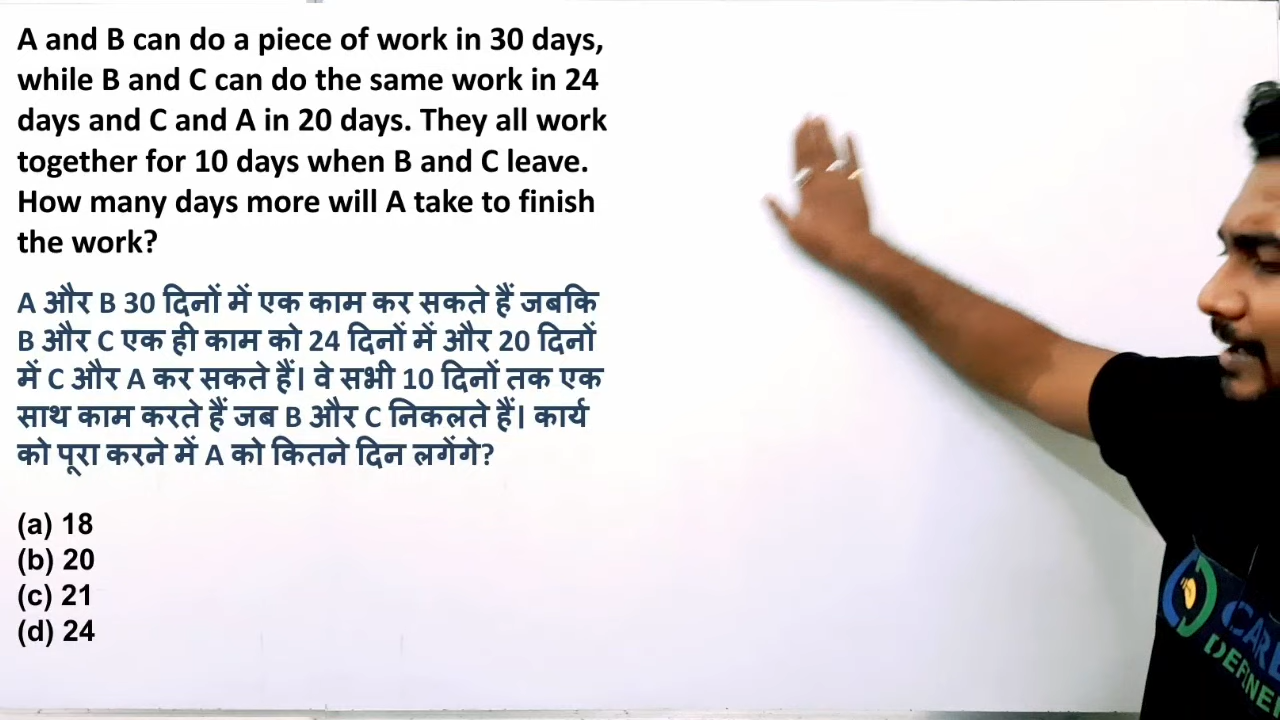 A and B can do a piece of work in 30 days,
while B and C can do the same work in 24
days and C and A in 20 days. They all work
together for 10 days when B and C leave.
How many days more will A take to finish
the work?
A और B 30 दिनों में एक काम कर सकते हैं जबकि
B और C एक ही काम को 24 दिनों में और 20 दिनों
में C और A कर सकते हैं। वे सभी 10 दिनों तक एक
साथ काम करते हैं जब B और C निकलते हैं। कार्य
को पूरा करने में A को कितने दिन लगेंगे?
(a) 18
(b) 20
(c) 21
(d) 24